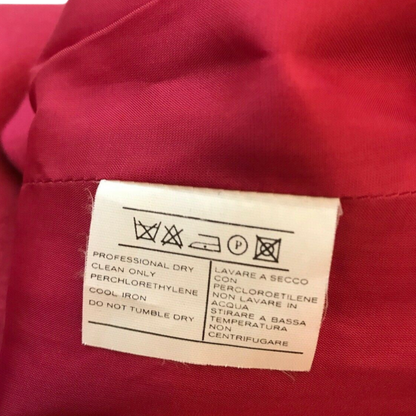 P
PROFESSIONAL DRY
CLEAN ONLY
PERCHLORETHYLENE
COOL IRON
DO NOT TUMBLE DRY
LAVARE A SECCO
CON
PERCLOROETILENE
NON LAVARE IN
ACQUA
STIRARE A BASSA
TEMPERATURA
NON
CENTRIFUGARE